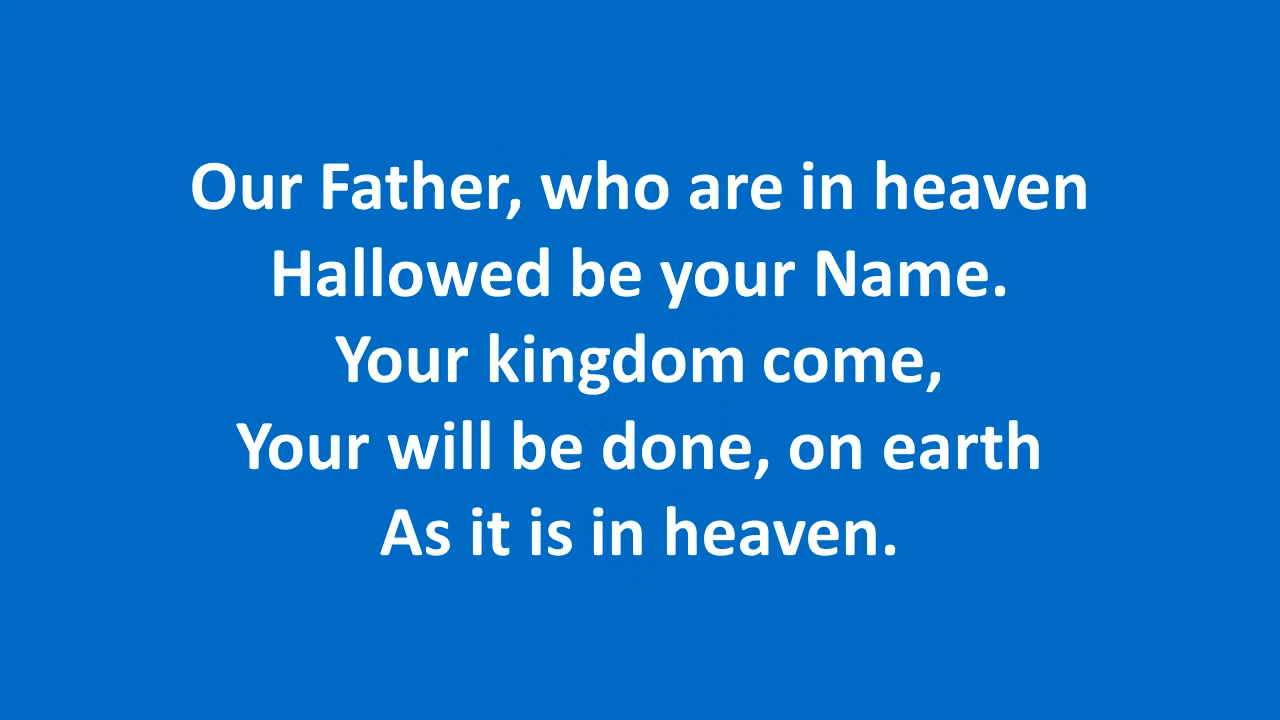 Our Father, who are in heaven
Hallowed be your Name.
Your kingdom come,
Your will be done, on earth
As it is in heaven.